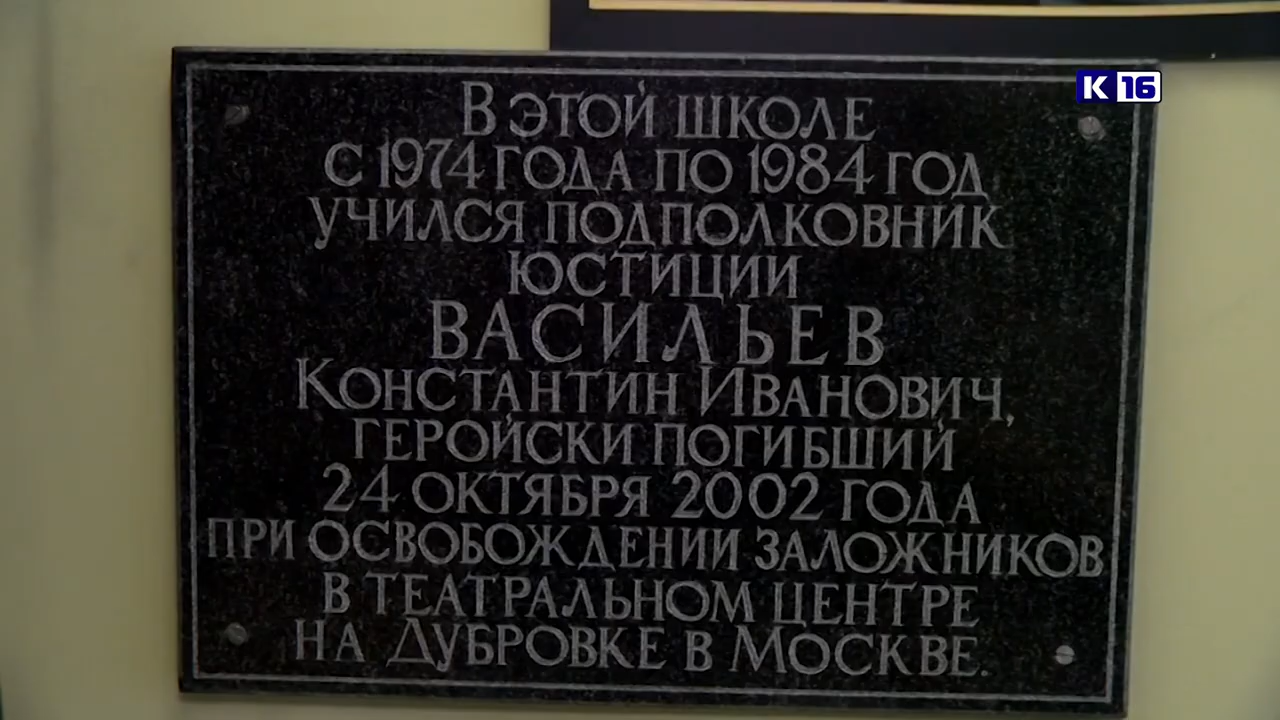 К 16
В ЭТОЙ ШКОЛЕ
С 1974 ГОДА ПО 1984 ГОД
УЧИЛСЯ ПОДПОЛКОВНИК
ЮСТИЦИИ
ВАСИЛЬЕВ
КОНСТАНТИН ИВАНОВИЧ,
ГЕРОЙСКИ ПОГИБШИЙ
24 ОКТЯБРЯ 2002 ГОДА
ПРИ ОСВОБОЖДЕНИИ ЗАЛОЖНИКОВ
В ТЕАТРАЛЬНОМ ЦЕНТРЕ
НА ДУБРОВКЕ В МОСКВЕ.